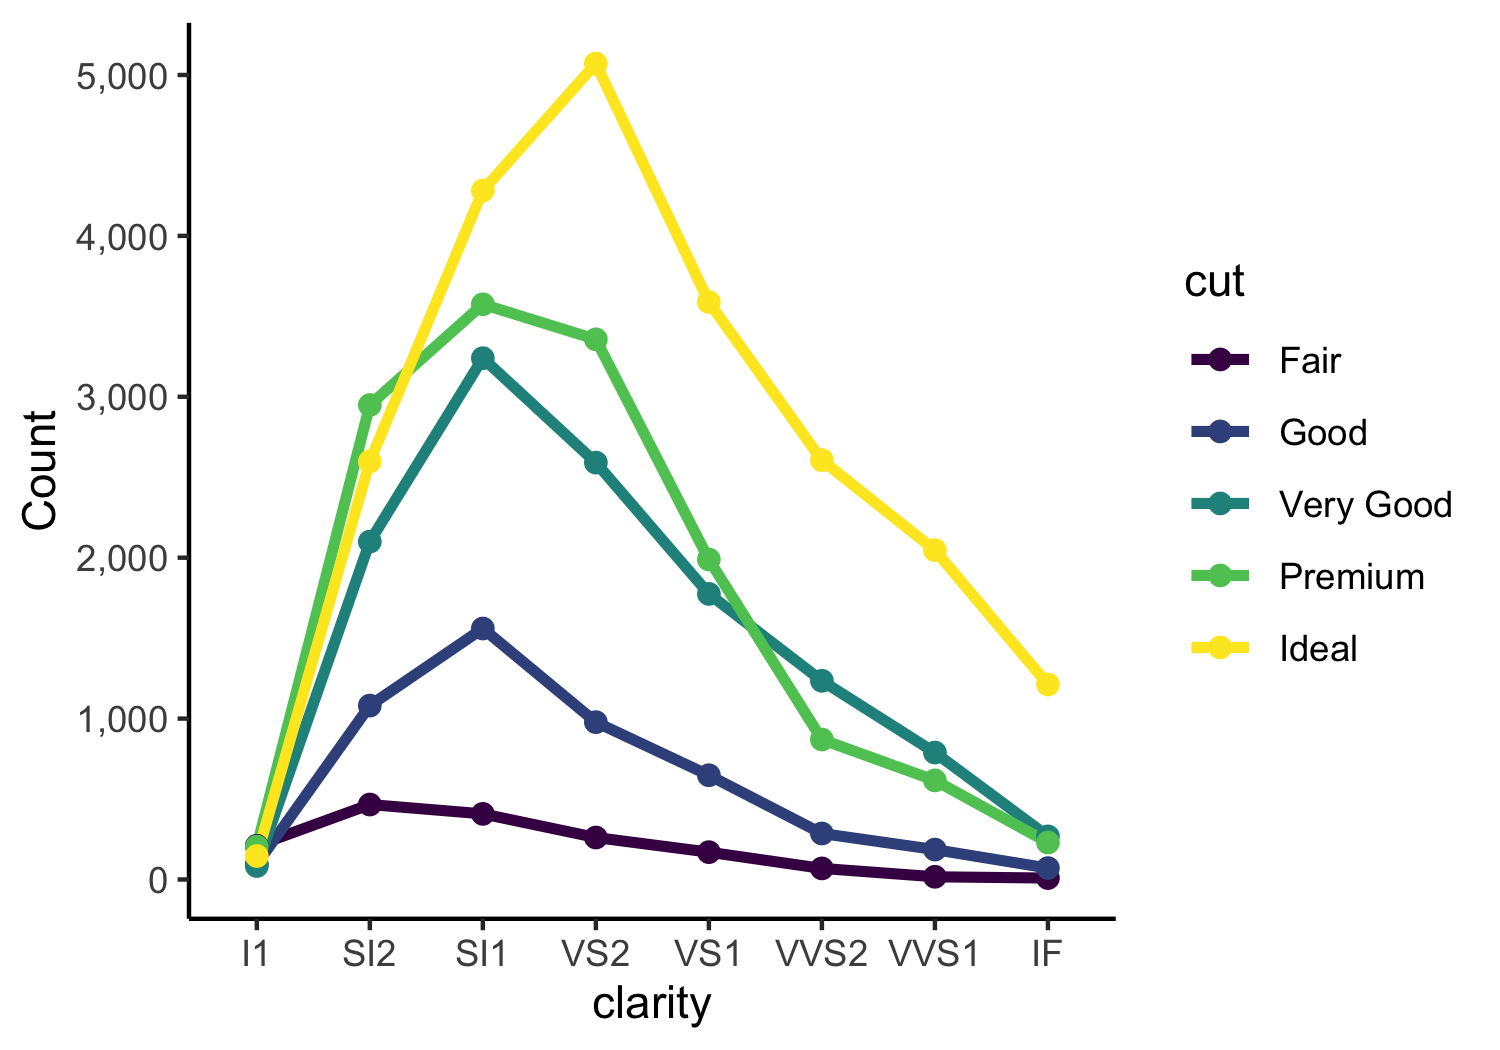 5,000
4,000
3,000
2,000
1,000
0
Count
I1 SI2 SI1 VS2 VS1 VVS2 VVS1 IF
clarity
cut
Fair
Good
Very Good
Premium
Ideal